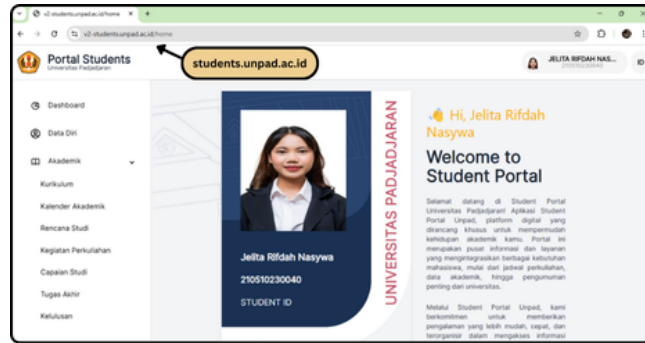 v2-students.unpad.ac.id/home
v2-students.unpad.ac.id/home
students.unpad.ac.id
Portal Students
Universitas Padjadjaran
JELITA RIFDAH NAS...
210510230040
ID
Dashboard
Data Diri
Akademik
Kurikulum
Kalender Akademik
Rencana Studi
Kegiatan Perkuliahan
Capaian Studi
Tugas Akhir
Kelulusan
Jelita Rifdah Nasywa
210510230040
STUDENT ID
UNIVERSITAS PADJADJARAN
Hi, Jelita Rifdah
Nasywa
Welcome to
Student Portal
Selamat datang di Student Portal
Universitas Padjadjaran! Aplikasi Student
Portal Unpad, platform digital yang
dirancang khusus untuk mempermudah
kehidupan akademik kamu. Portal ini
merupakan pusat informasi dan layanan
yang mengintegrasikan berbagai kebutuhan
mahasiswa, mulai dari jadwal perkuliahan,
data akademik, hingga pengumuman
penting dari universitas.
Melalui Student Portal Unpad, kami
berkomitmen untuk memberikan
pengalaman yang lebih mudah, cepat, dan
terorganisir dalam mengakses informasi